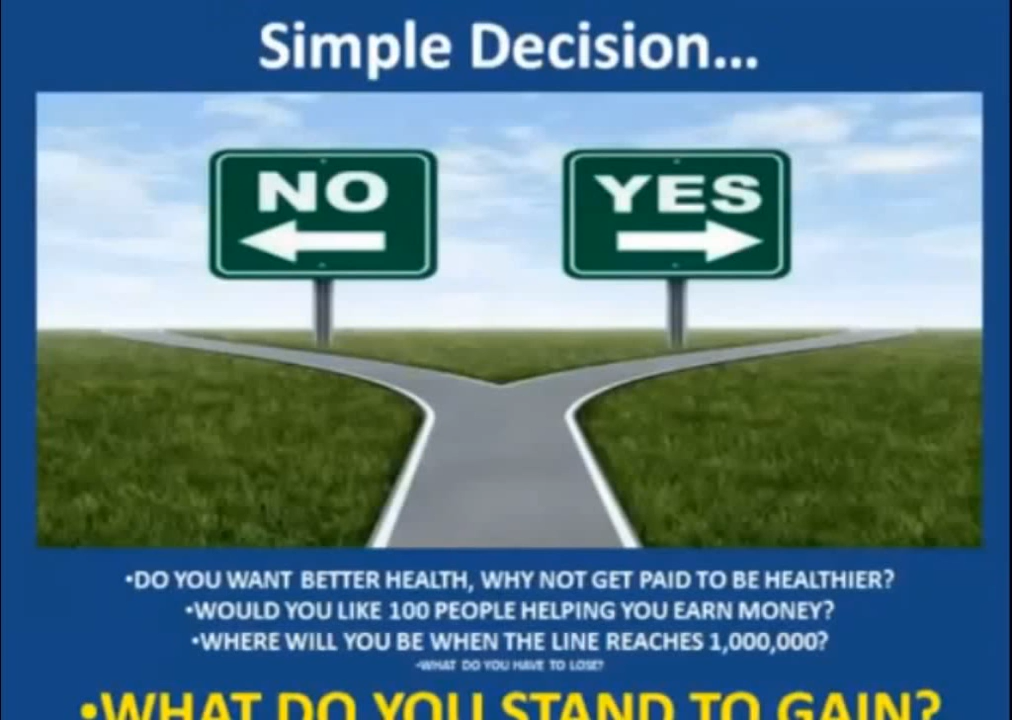 Simple Decision...
NO
YES
•DO YOU WANT BETTER HEALTH, WHY NOT GET PAID TO BE HEALTHIER?
•WOULD YOU LIKE 100 PEOPLE HELPING YOU EARN MONEY?
•WHERE WILL YOU BE WHEN THE LINE REACHES 1,000,000?
•WHAT DO YOU HAVE TO LOSE?
•WHAT DO YOU STAND TO GAIN?